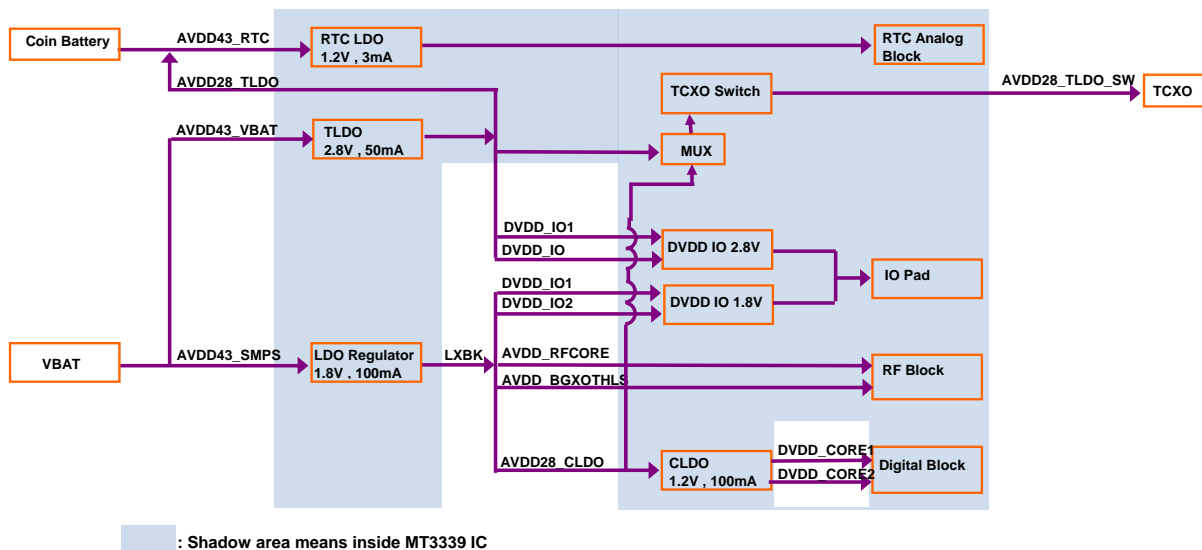 Coin Battery
AVDD43_RTC
RTC LDO
1.2V , 3mA
RTC Analog
Block
AVDD28_TLDO
TCXO Switch
AVDD28_TLDO_SW
TCXO
AVDD43_VBAT
TLDO
2.8V , 50mA
MUX
DVDD_IO1
DVDD_IO
DVDD IO 2.8V
IO Pad
DVDD_IO1
DVDD_IO2
DVDD IO 1.8V
VBAT
AVDD43_SMPS
LDO Regulator
1.8V , 100mA
LXBK
AVDD_RFCORE
AVDD_BGXOTHLS
RF Block
AVDD28_CLDO
CLDO
1.2V , 100mA
DVDD_CORE1
DVDD_CORE2
Digital Block
: Shadow area means inside MT3339 IC